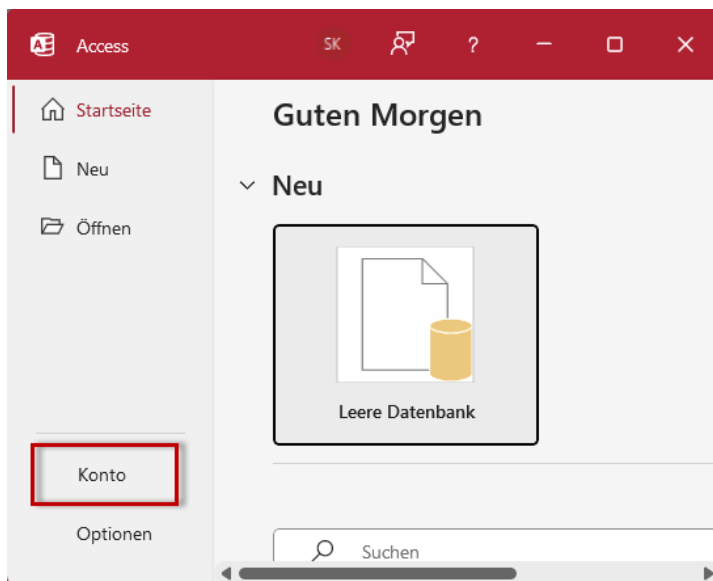 Access
SK
?
Startseite
Neu
Öffnen
Konto
Optionen
Guten Morgen
Neu
Leere Datenbank
Suchen